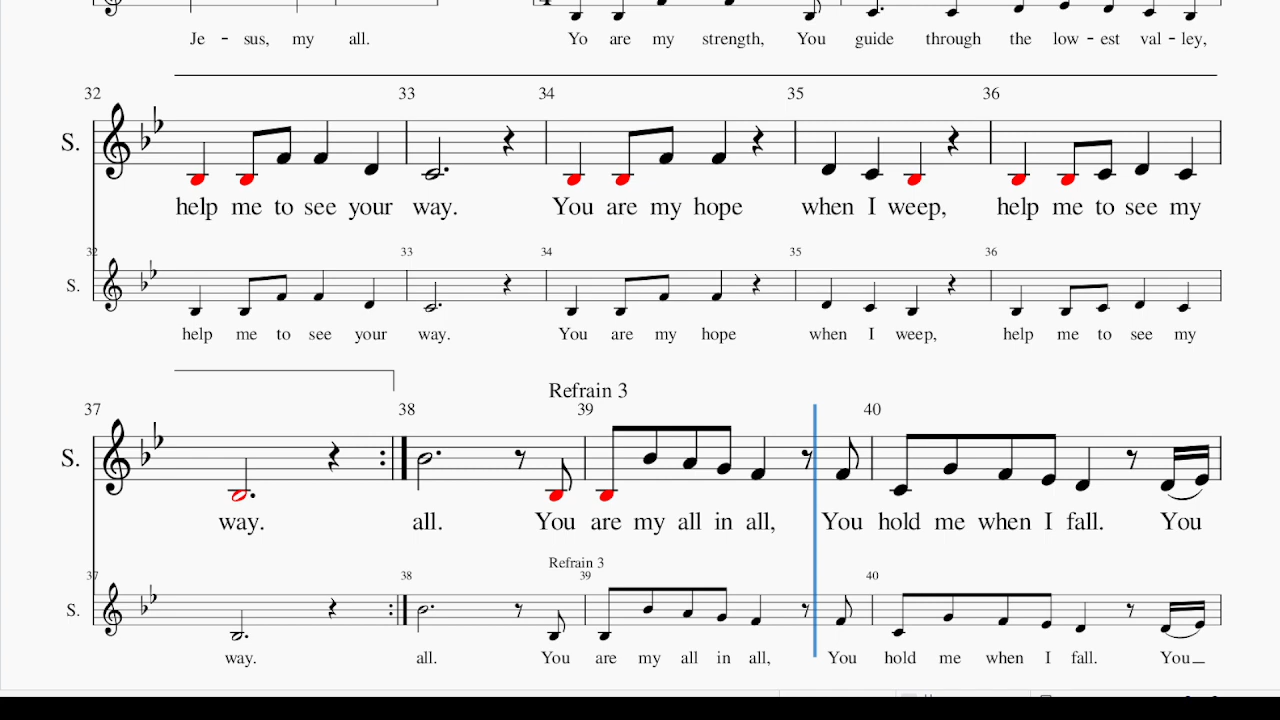 Je - sus, my all. Yo are my strength, You guide through the low - est val - ley,
32 33 34 35 36
S.
help me to see your way. You are my hope when I weep, help me to see my
32 33 34 35 36
S.
help me to see your way. You are my hope when I weep, help me to see my
Refrain 3
37 38 39 40
S.
way. all. You are my all in all, You hold me when I fall. You
Refrain 3
37 38 39 40
S.
way. all. You are my all in all, You hold me when I fall. You